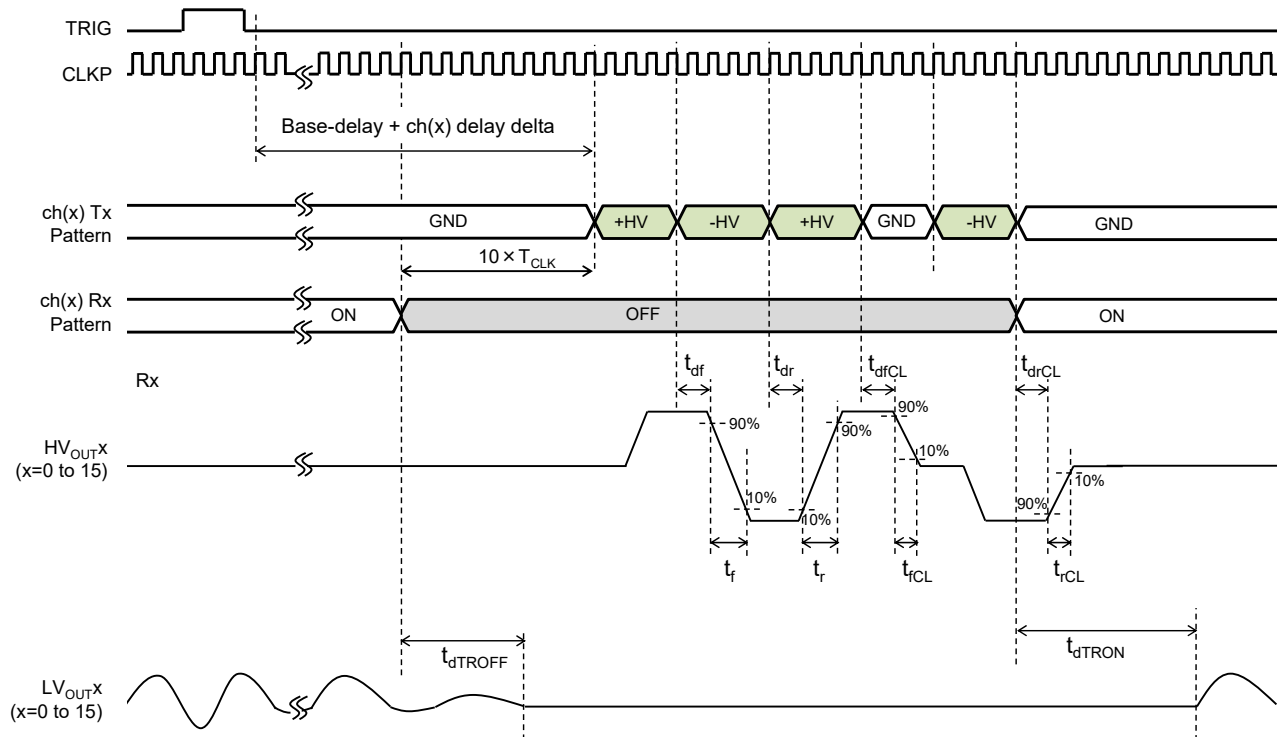 TRIG
CLKP
Base-delay + ch(x) delay delta
ch(x) Tx
Pattern
GND
+HV
-HV
+HV
GND
-HV
GND
10 × TCLK
ch(x) Rx
Pattern
ON
OFF
ON
Rx
tdf
tdr
tdfCL
tdrCL
HVOUTx
(x=0 to 15)
90%
10%
90%
10%
90%
10%
90%
10%
tf
tr
tfCL
trCL
tdTROFF
tdTRON
LVOUTx
(x=0 to 15)